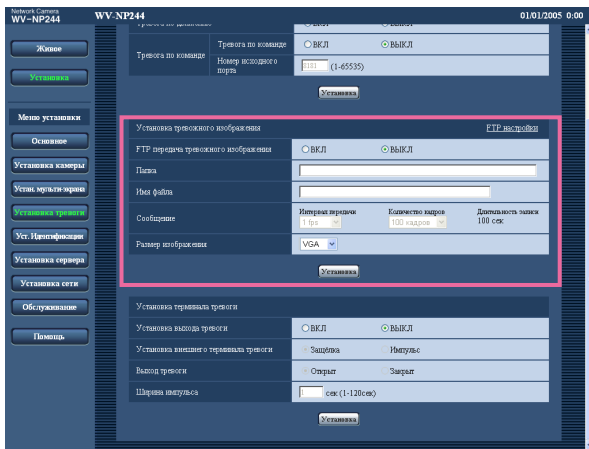 Network Camera
WV-NP244
WV-NP244
01/01/2005 0:00
Живое
Установка
Меню установки
Основное
Установка камеры
Устан. мульти-экрана
Установка тревоги
Уст. Идентификации
Установка сервера
Установка сети
Обслуживание
Помощь
Тревога по команде
Тревога по команде
ВКЛ
ВЫКЛ
Номер исходного порта
(1-65535)
Установка
Установка тревожного изображения
FTP настройки
FTP передача тревожного изображения
ВКЛ
ВЫКЛ
Папка
Имя файла
Сообщение
Интервал передачи
Количество кадров
Длительность записи
1 fps
100 кадров
100 сек
Размер изображения
VGA
Установка
Установка терминала тревоги
Установка выхода тревоги
ВКЛ
ВЫКЛ
Установка внешнего терминала тревоги
Защёлка
Импульс
Выход тревоги
Открыт
Закрыт
Ширина импульса
1
сек (1-120сек)
Установка